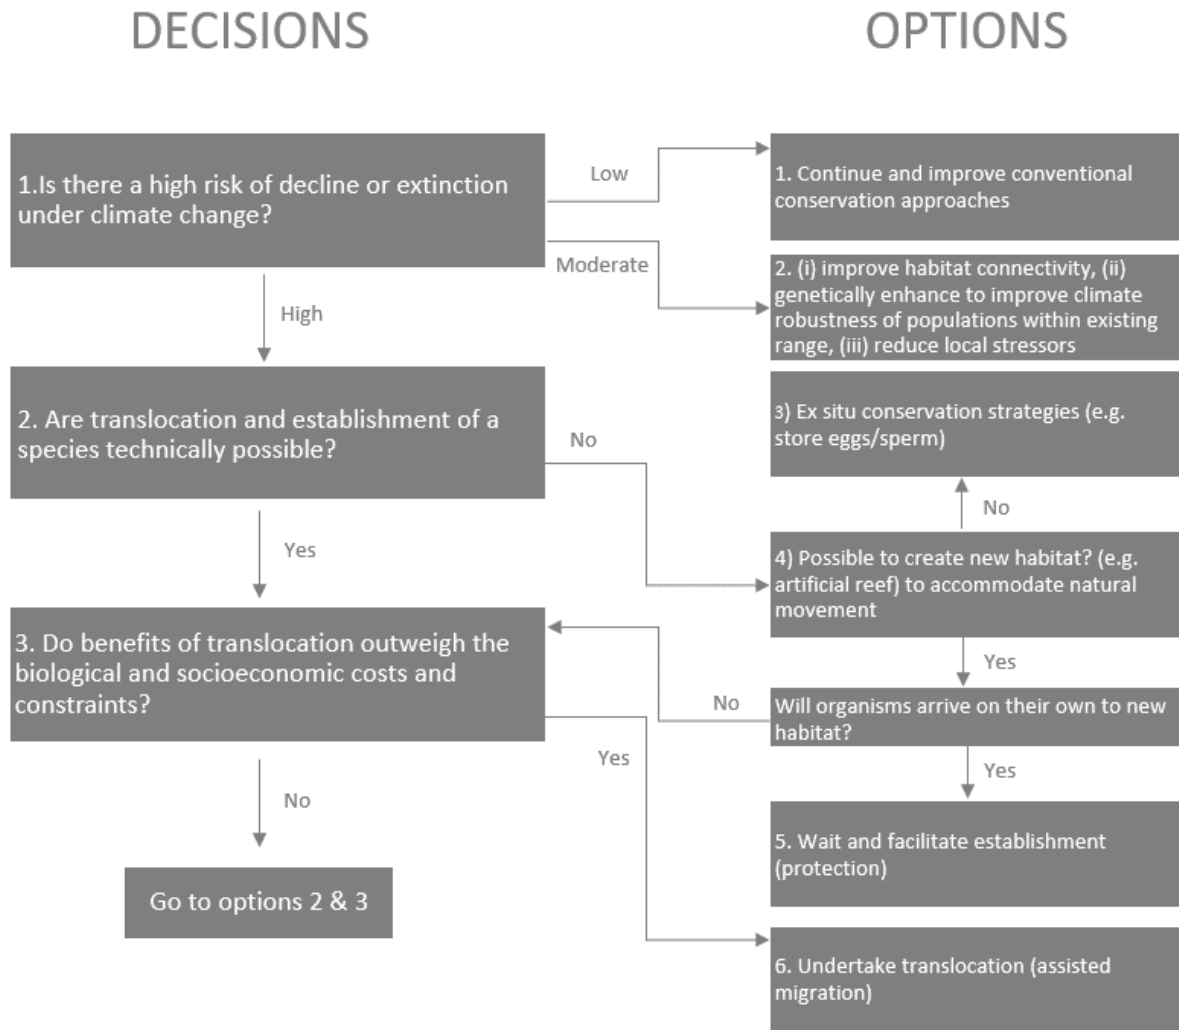 DECISIONS
OPTIONS
1.Is there a high risk of decline or extinction
under climate change?
Low
1. Continue and improve conventional
conservation approaches
Moderate
2. (i) improve habitat connectivity, (ii)
genetically enhance to improve climate
robustness of populations within existing
range, (iii) reduce local stressors
High
2. Are translocation and establishment of a
species technically possible?
No
3) Ex situ conservation strategies (e.g.
store eggs/sperm)
No
Yes
4) Possible to create new habitat? (e.g.
artificial reef) to accommodate natural
movement
3. Do benefits of translocation outweigh the
biological and socioeconomic costs and
constraints?
Yes
No
Will organisms arrive on their own to new
habitat?
Yes
Yes
No
5. Wait and facilitate establishment
(protection)
Go to options 2 & 3
6. Undertake translocation (assisted
migration)